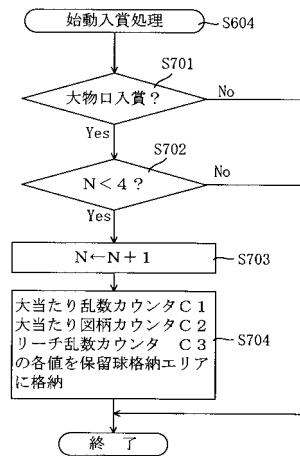 始動入賞処理
S604
S701
大物口入賞?
No
Yes
S702
N<4?
No
Yes
N←N+1
S703
大当たり乱数カウンタC1
大当たり図柄カウンタC2
リーチ乱数カウンタ C3
の各値を保留球格納エリア
に格納
S704
終 了